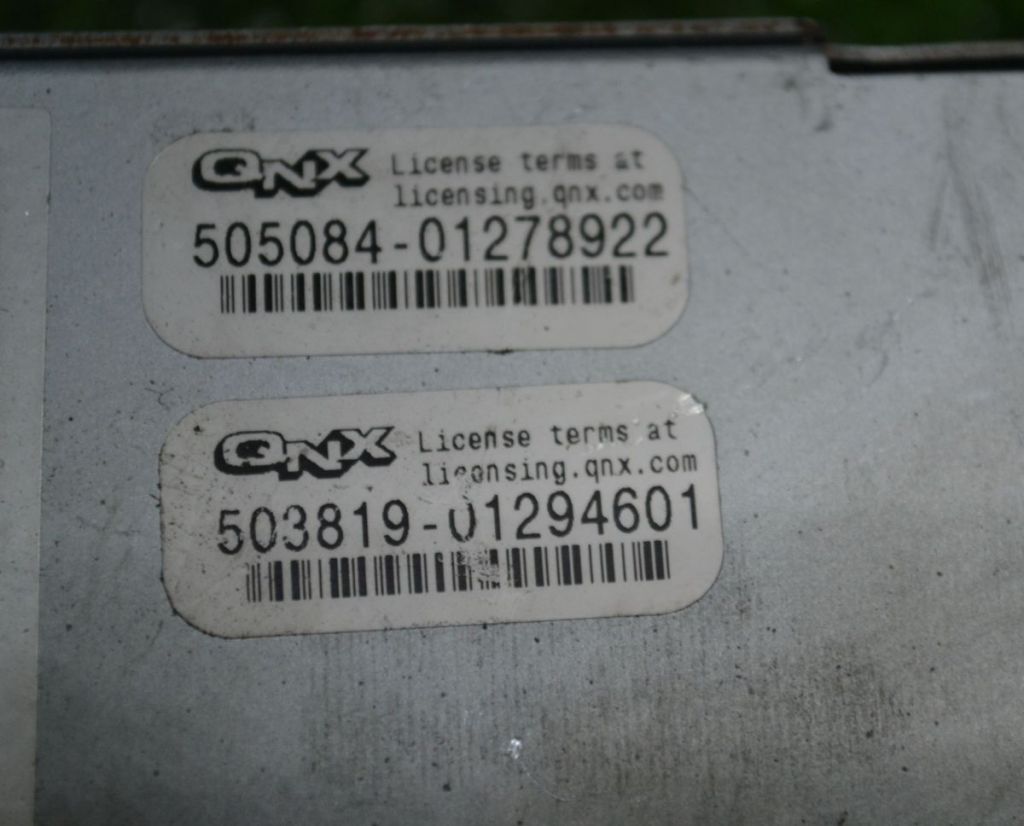 QNX License terms at
licensing.qnx.com
505084-01278922
QNX License terms at
licensing.qnx.com
503819-01294601